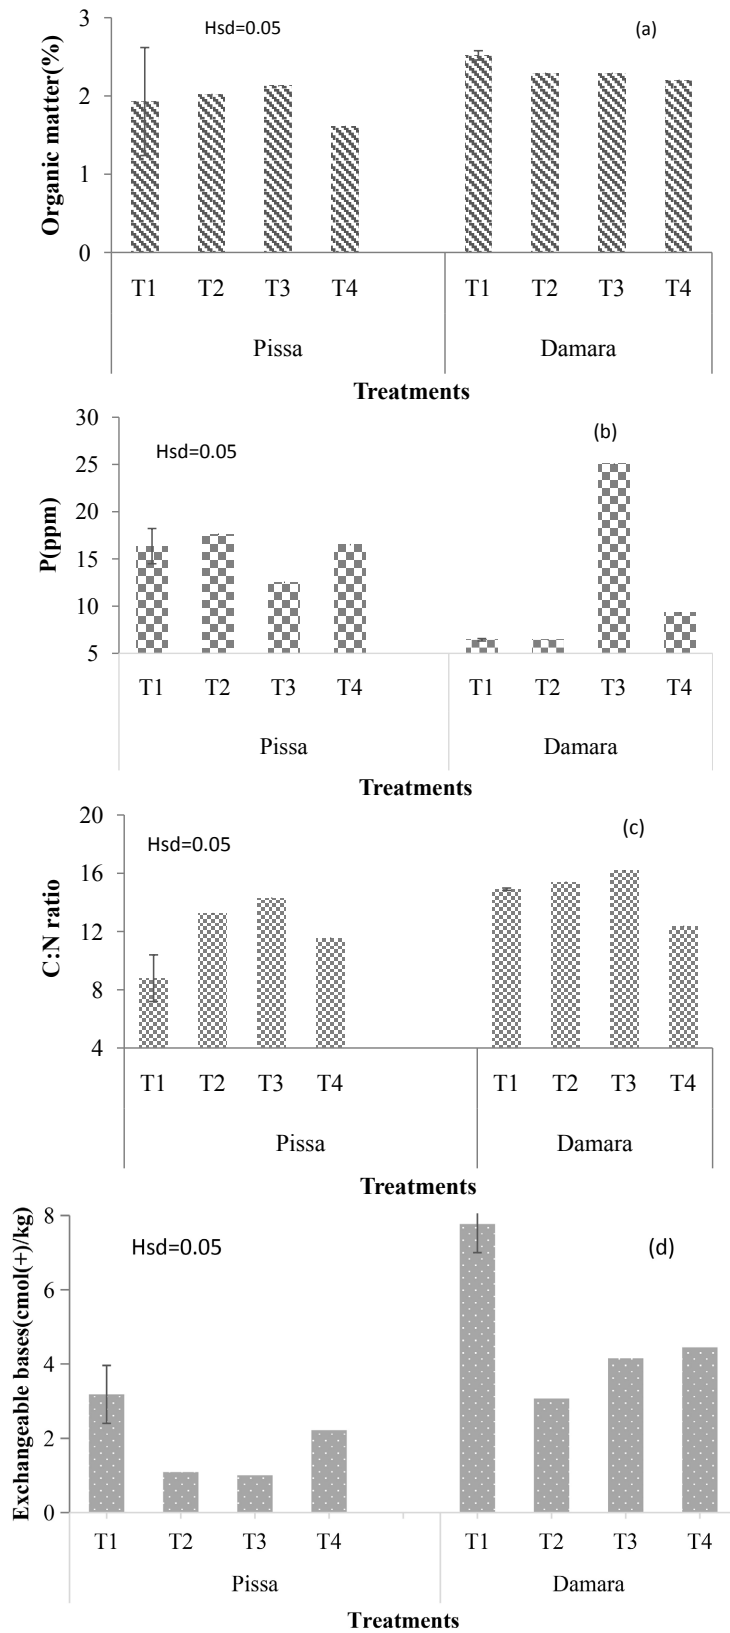 3
Hsd=0.05
(a)
2
1
0
Organic matter(%)
T1 T2 T3 T4 T1 T2 T3 T4
Pissa Damara
Treatments
30
(b)
Hsd=0.05
25
20
15
10
5
P(ppm)
T1 T2 T3 T4 T1 T2 T3 T4
Pissa Damara
Treatments
20
(c)
Hsd=0.05
16
12
8
4
C:N ratio
T1 T2 T3 T4 T1 T2 T3 T4
Pissa Damara
Treatments
8
Hsd=0.05
(d)
6
4
2
0
Exchangeable bases(cmol(+)/kg)
T1 T2 T3 T4 T1 T2 T3 T4
Pissa Damara
Treatments